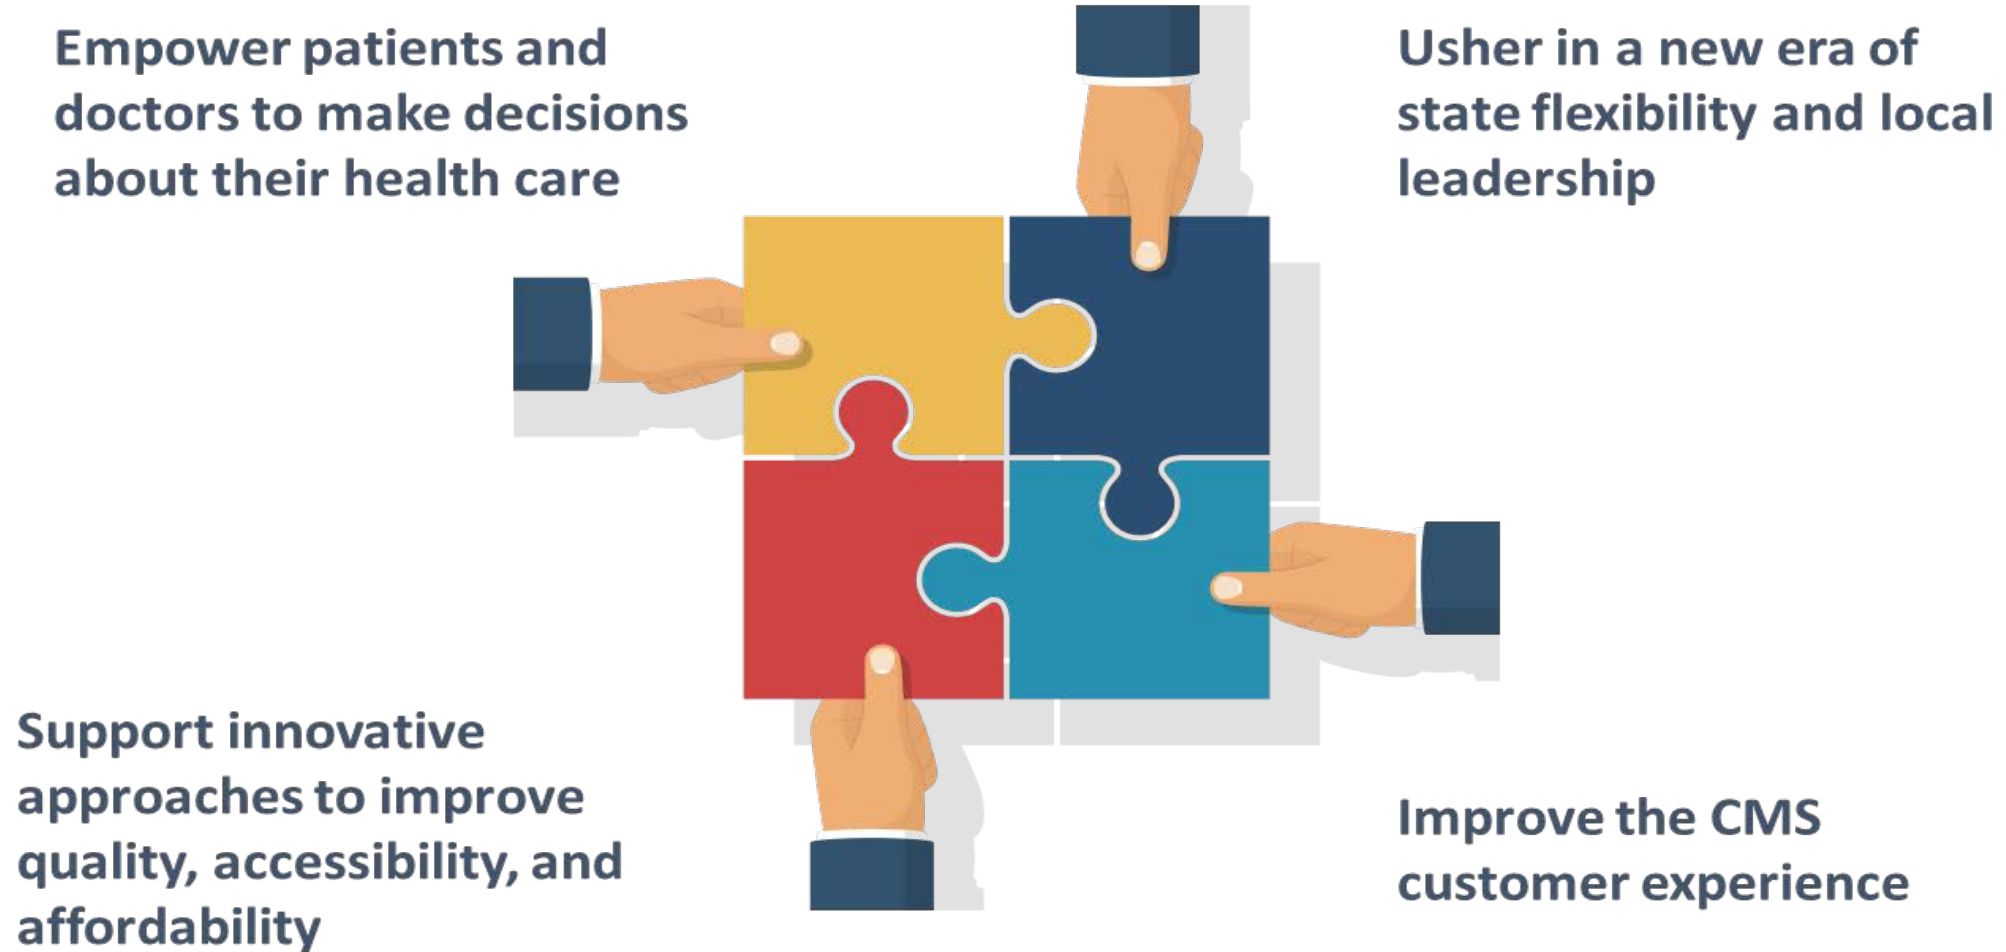 Empower patients and
doctors to make decisions
about their health care
Usher in a new era of
state flexibility and local
leadership
Support innovative
approaches to improve
quality, accessibility, and
affordability
Improve the CMS
customer experience